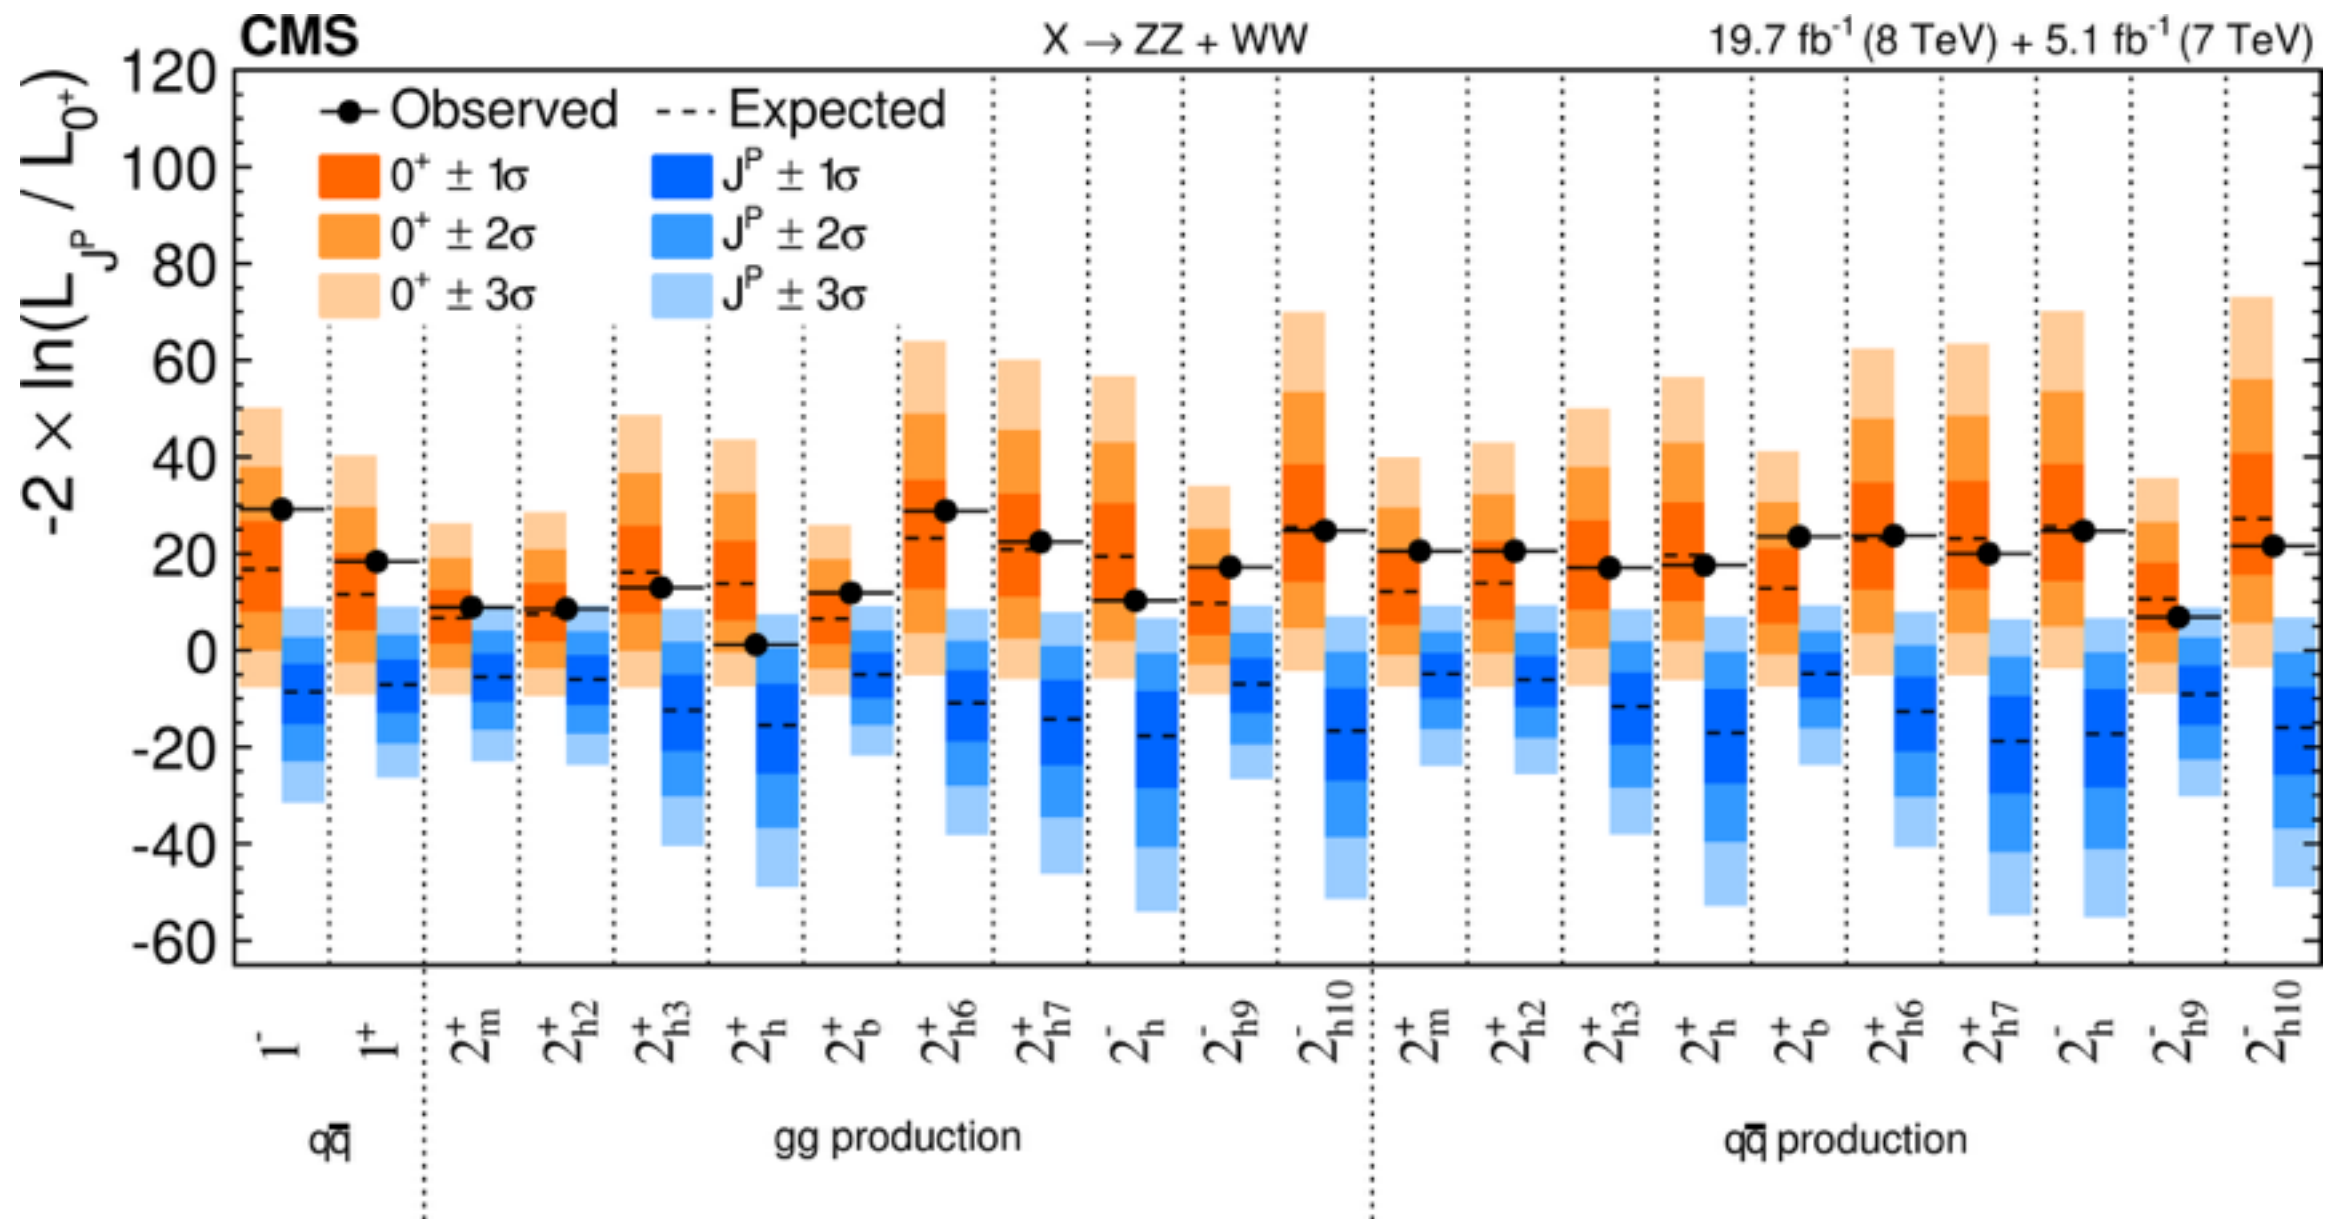 CMS X → ZZ + WW 19.7 fb⁻¹ (8 TeV) + 5.1 fb⁻¹ (7 TeV)
-2 × ln(L_{J^P} / L_{0⁺})
120
100
80
60
40
20
0
-20
-40
-60
Observed Expected
0⁺ ± 1σ J^P ± 1σ
0⁺ ± 2σ J^P ± 2σ
0⁺ ± 3σ J^P ± 3σ
1⁻ 1⁺ 2⁺m 2⁺h2 2⁺h3 2⁺h 2⁺b 2⁺h6 2⁺h7 2⁻h 2⁻h9 2⁻h10 2⁺m 2⁺h2 2⁺h3 2⁺h 2⁺b 2⁺h6 2⁺h7 2⁻h 2⁻h9 2⁻h10
qq̅ gg production qq̅ production